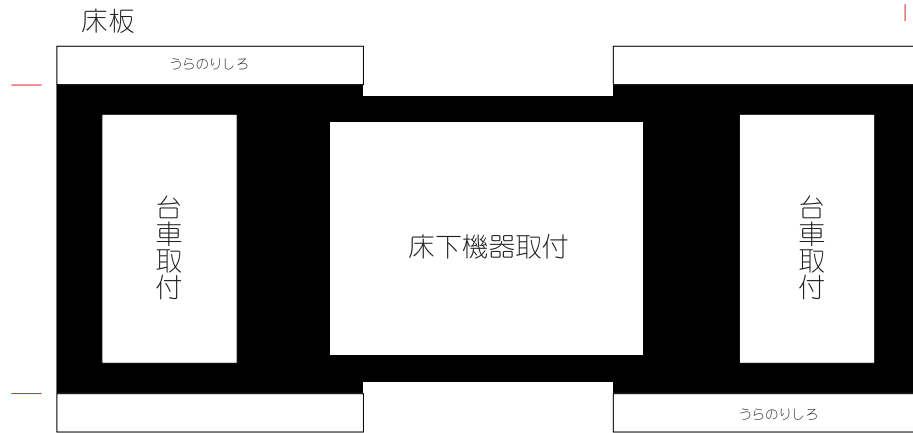 床板
うらのりしろ
台車取付
床下機器取付
台車取付
うらのりしろ